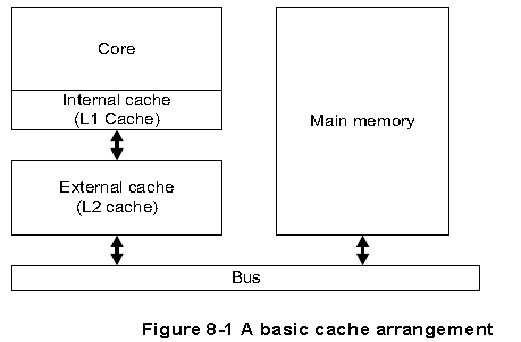 Core
Internal cache
(L1 Cache)
External cache
(L2 cache)
Main memory
Bus
Figure 8-1 A basic cache arrangement